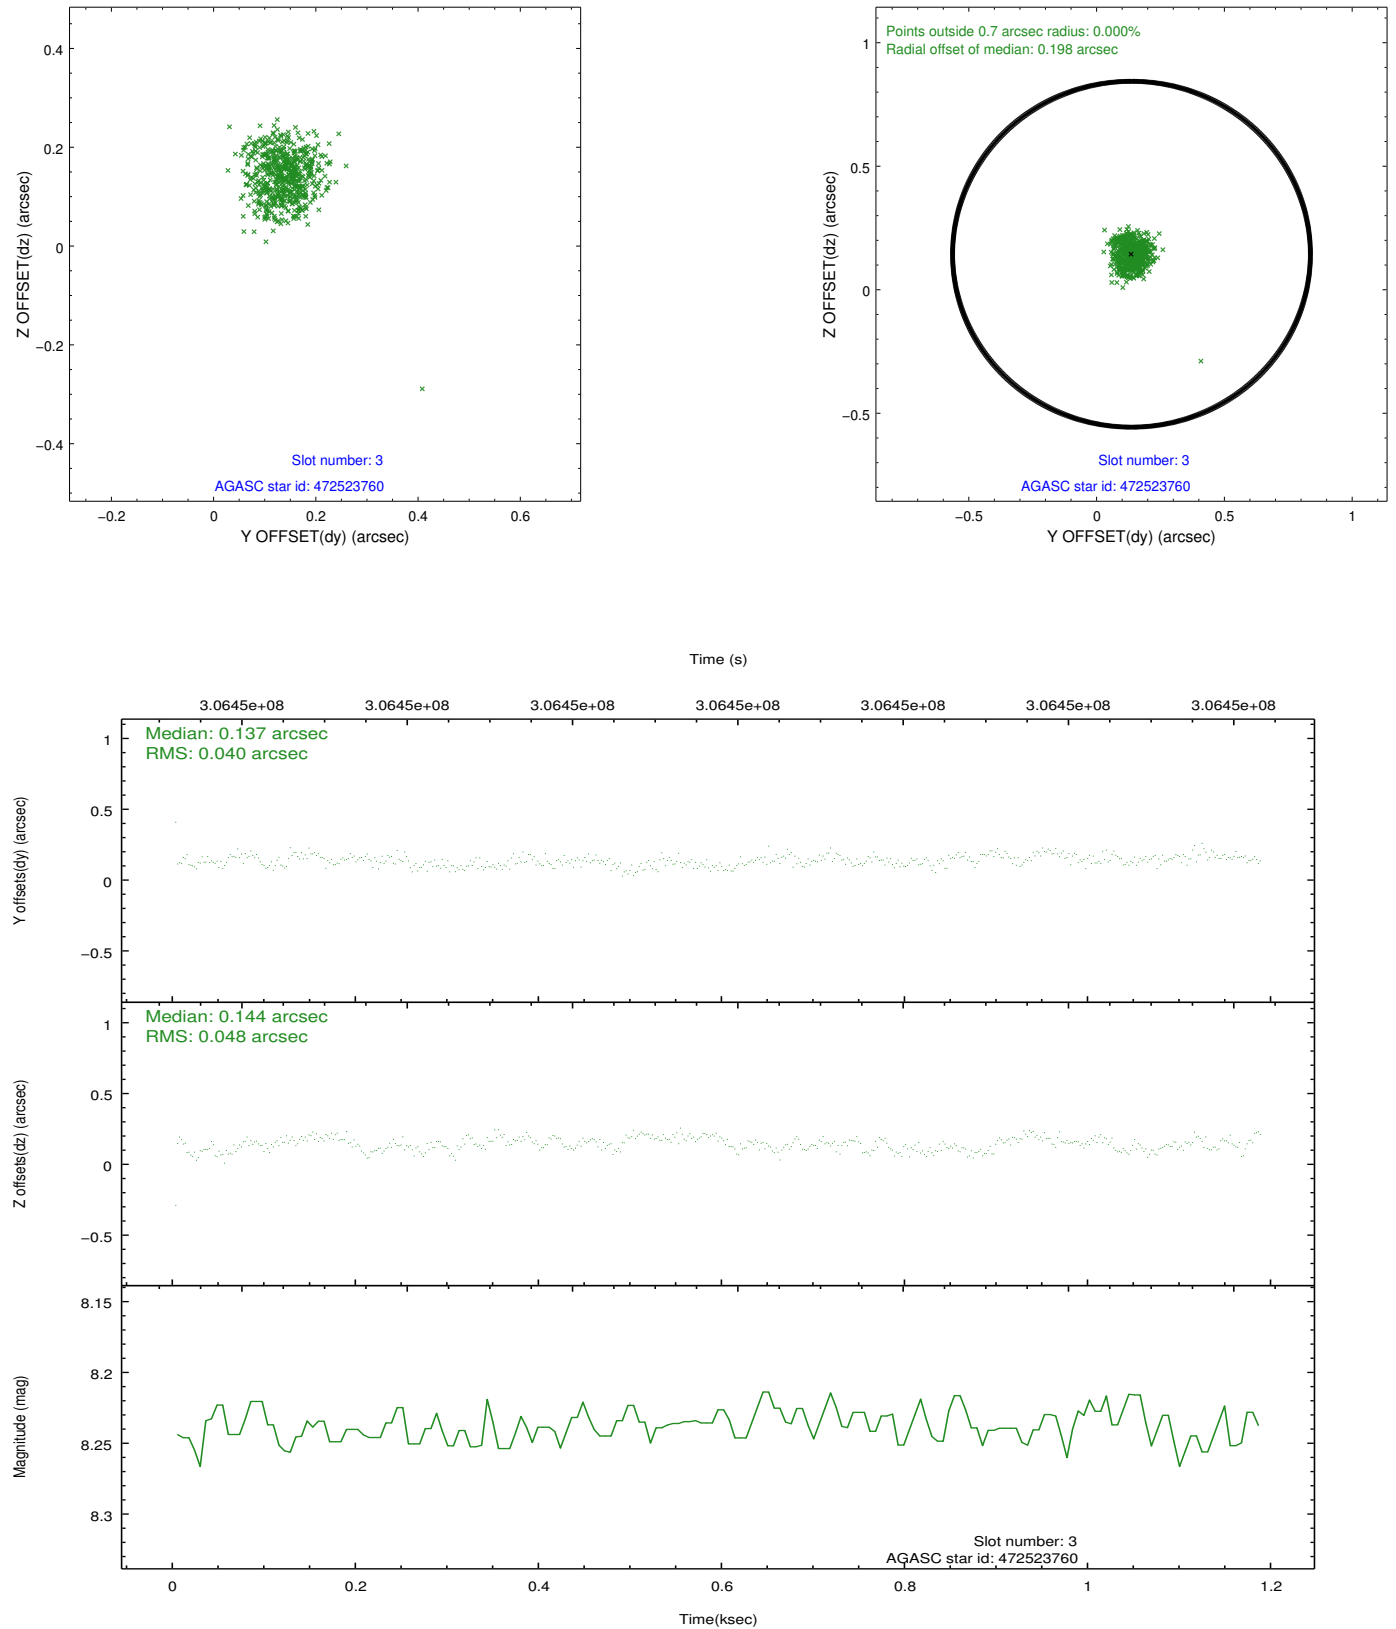 0.4
0.2
0
−0.2
−0.4
Z OFFSET(dz) (arcsec)
Slot number: 3
AGASC star id: 472523760
−0.2 0 0.2 0.4 0.6
Y OFFSET(dy) (arcsec)
Points outside 0.7 arcsec radius: 0.000%
Radial offset of median: 0.198 arcsec
1
0.5
0
−0.5
Z OFFSET(dz) (arcsec)
Slot number: 3
AGASC star id: 472523760
−0.5 0 0.5 1
Y OFFSET(dy) (arcsec)
Time (s)
3.0645e+08 3.0645e+08 3.0645e+08 3.0645e+08 3.0645e+08 3.0645e+08 3.0645e+08
Median: 0.137 arcsec
RMS: 0.040 arcsec
1
0.5
0
−0.5
Y offsets(dy) (arcsec)
Median: 0.144 arcsec
RMS: 0.048 arcsec
1
0.5
0
−0.5
Z offsets(dz) (arcsec)
8.15
8.2
8.25
8.3
Magnitude (mag)
Slot number: 3
AGASC star id: 472523760
0 0.2 0.4 0.6 0.8 1 1.2
Time(ksec)